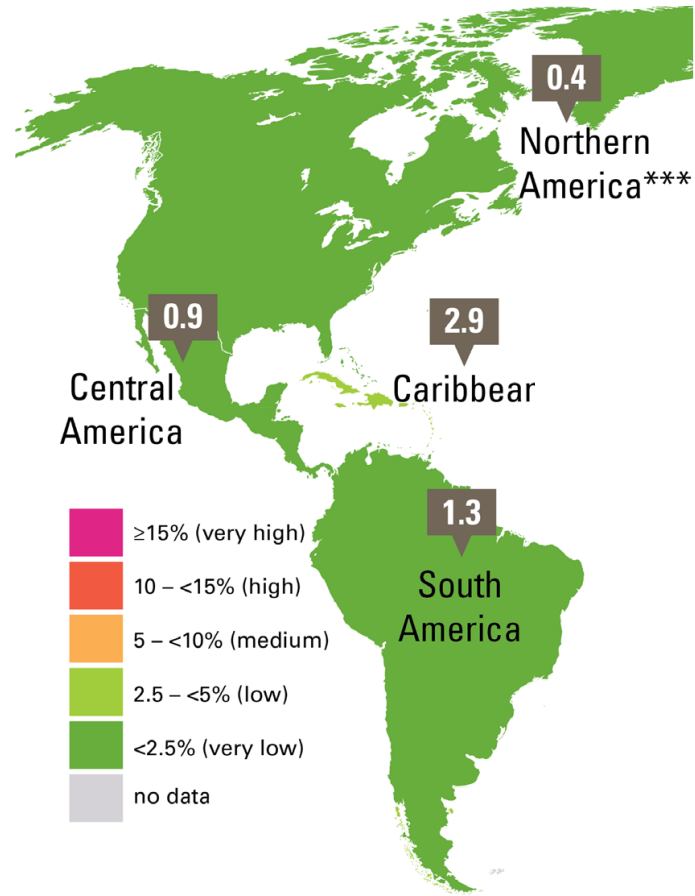 0.4
Northern
America***
0.9
Central
America
2.9
Caribbear
1.3
South
America
≥15% (very high)
10 – <15% (high)
5 – <10% (medium)
2.5 – <5% (low)
<2.5% (very low)
no data